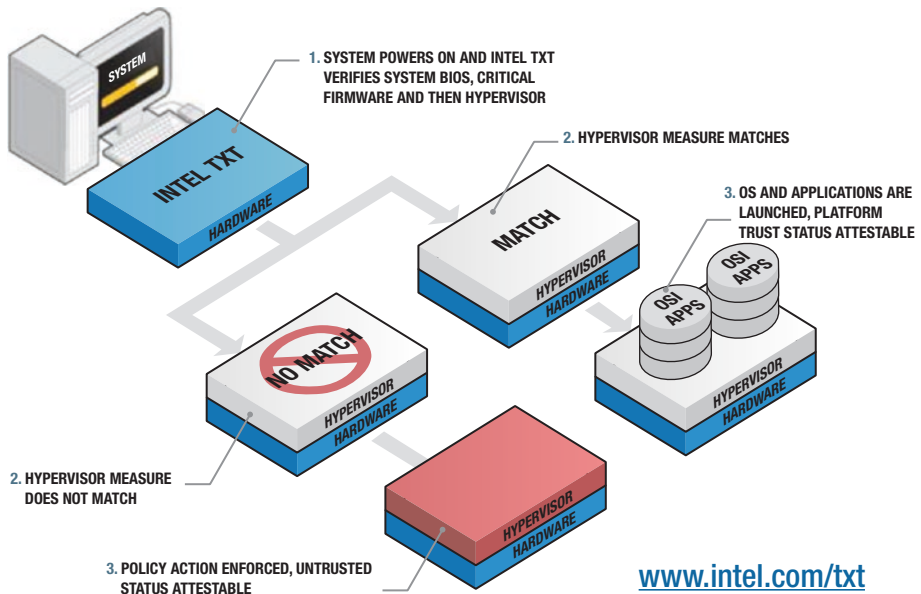 SYSTEM
1. SYSTEM POWERS ON AND INTEL TXT
VERIFIES SYSTEM BIOS, CRITICAL
FIRMWARE AND THEN HYPERVISOR
INTEL TXT
HARDWARE
2. HYPERVISOR MEASURE MATCHES
MATCH
HYPERVISOR
HARDWARE
3. OS AND APPLICATIONS ARE
LAUNCHED, PLATFORM
TRUST STATUS ATTESTABLE
OSI
APPS
OSI
APPS
HYPERVISOR
HARDWARE
NO MATCH
HYPERVISOR
HARDWARE
2. HYPERVISOR MEASURE
DOES NOT MATCH
HYPERVISOR
HARDWARE
3. POLICY ACTION ENFORCED, UNTRUSTED
STATUS ATTESTABLE
www.intel.com/txt